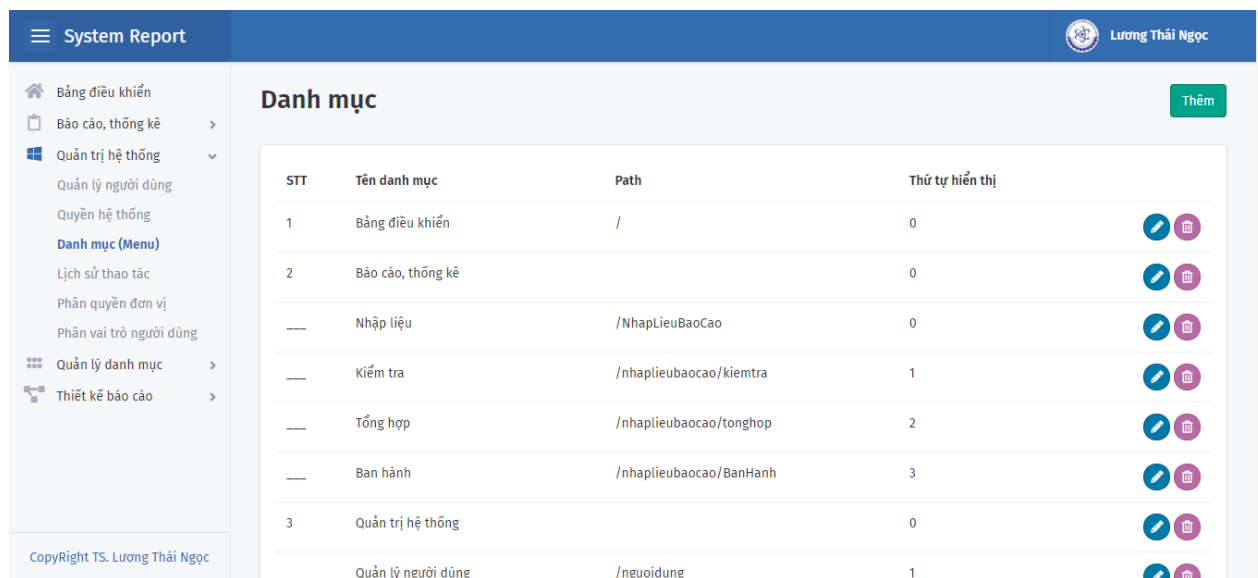 System Report
Lương Thái Ngọc
Bảng điều khiển
Báo cáo, thống kê
Quản trị hệ thống
Quản lý người dùng
Quyền hệ thống
Danh mục (Menu)
Lịch sử thao tác
Phân quyền đơn vị
Phân vai trò người dùng
Quản lý danh mục
Thiết kế báo cáo
CopyRight TS. Lương Thái Ngọc
Danh mục
Thêm
STT Tên danh mục Path Thứ tự hiển thị
1 Bảng điều khiển / 0
2 Báo cáo, thống kê 0
___ Nhập liệu /NhapLieuBaoCao 0
___ Kiểm tra /nhaplieubaocao/kiemtra 1
___ Tổng hợp /nhaplieubaocao/tonghop 2
___ Ban hành /nhaplieubaocao/BanHanh 3
3 Quản trị hệ thống 0
Quản lý người dùng /nguoidung 1